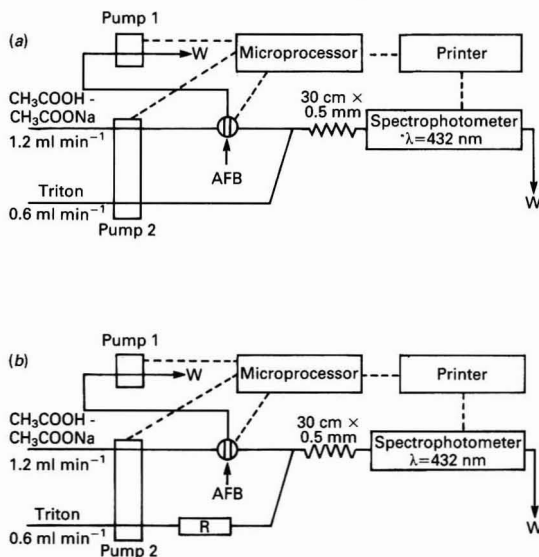 Pump 1
(a)
W
Microprocessor
Printer
CH₃COOH -
CH₃COONa
1.2 ml min⁻¹
30 cm ×
0.5 mm
Spectrophotometer
λ=432 nm
AFB
Triton
0.6 ml min⁻¹
Pump 2
W
Pump 1
(b)
W
Microprocessor
Printer
CH₃COOH -
CH₃COONa
1.2 ml min⁻¹
30 cm ×
0.5 mm
Spectrophotometer
λ=432 nm
AFB
Triton
0.6 ml min⁻¹
R
Pump 2
W